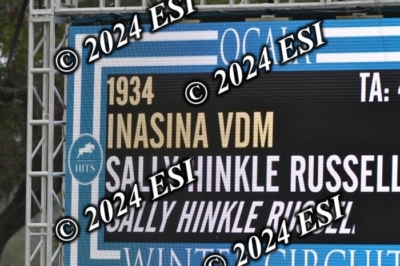 OCALA
1934 TA: 4
INASINA VDM
SALLY HINKLE RUSSELL
SALLY HINKLE RUSSELL
HITS
WINTER CIRCUIT
© 2024 ESI
© 2024 ESI
© 2024 ESI
© 2024 ESI
© 2024 ESI